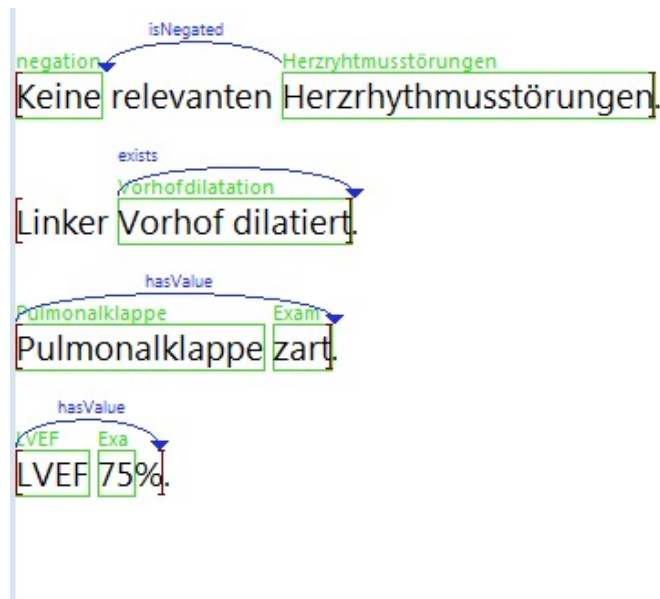 isNegated
negation Herzryhtmusstörungen
Keine relevanten Herzrhythmusstörungen.
exists
Vorhofdilatation
Linker Vorhof dilatiert.
hasValue
Pulmonalklappe Exam
Pulmonalklappe zart.
hasValue
LVEF Exa
LVEF 75%.